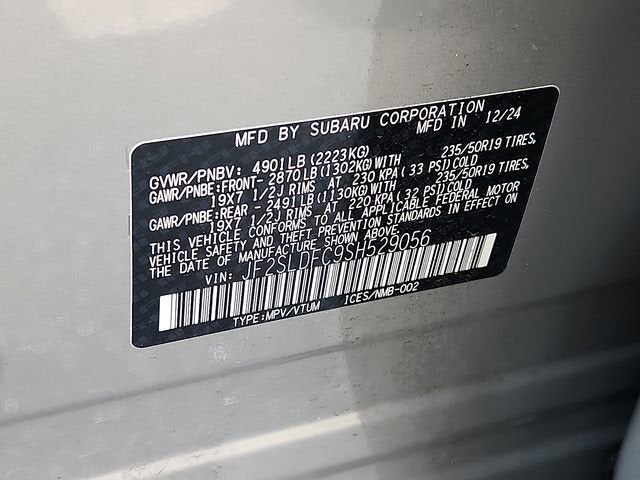 MFD BY SUBARU CORPORATION
MFD IN 12/24
GVWR/PNBV: 4901LB(2223KG)
GAWR/PNBE:FRONT- 2870LB(1302KG)WITH 235/50R19 TIRES,
19X7 1/2J RIMS AT 230 KPA(33 PSI)COLD
GAWR/PNBE:REAR - 2491LB(1130KG)WITH 235/50R19 TIRES,
19X7 1/2J RIMS AT 220 KPA(32 PSI)COLD
THIS VEHICLE CONFORMS TO ALL APPLICABLE FEDERAL MOTOR
VEHICLE SAFETY AND THEFT PREVENTION STANDARDS IN EFFECT ON
THE DATE OF MANUFACTURE SHOWN ABOVE.
VIN: JF2SLDFC9SH529056
TYPE:MPV/VTUM ICES/NMB-002